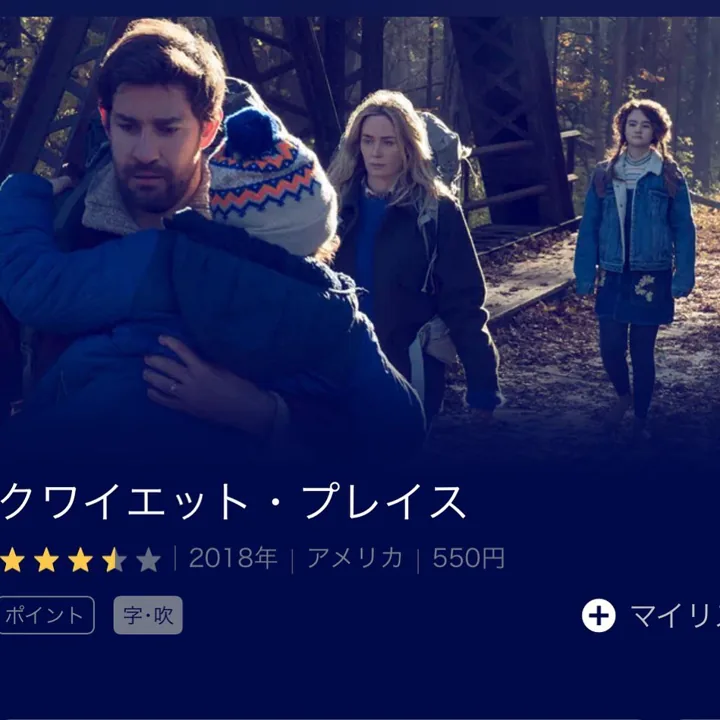 クワイエット・プレイス
2018年 | アメリカ | 550円
ポイント 字・吹 マイリ